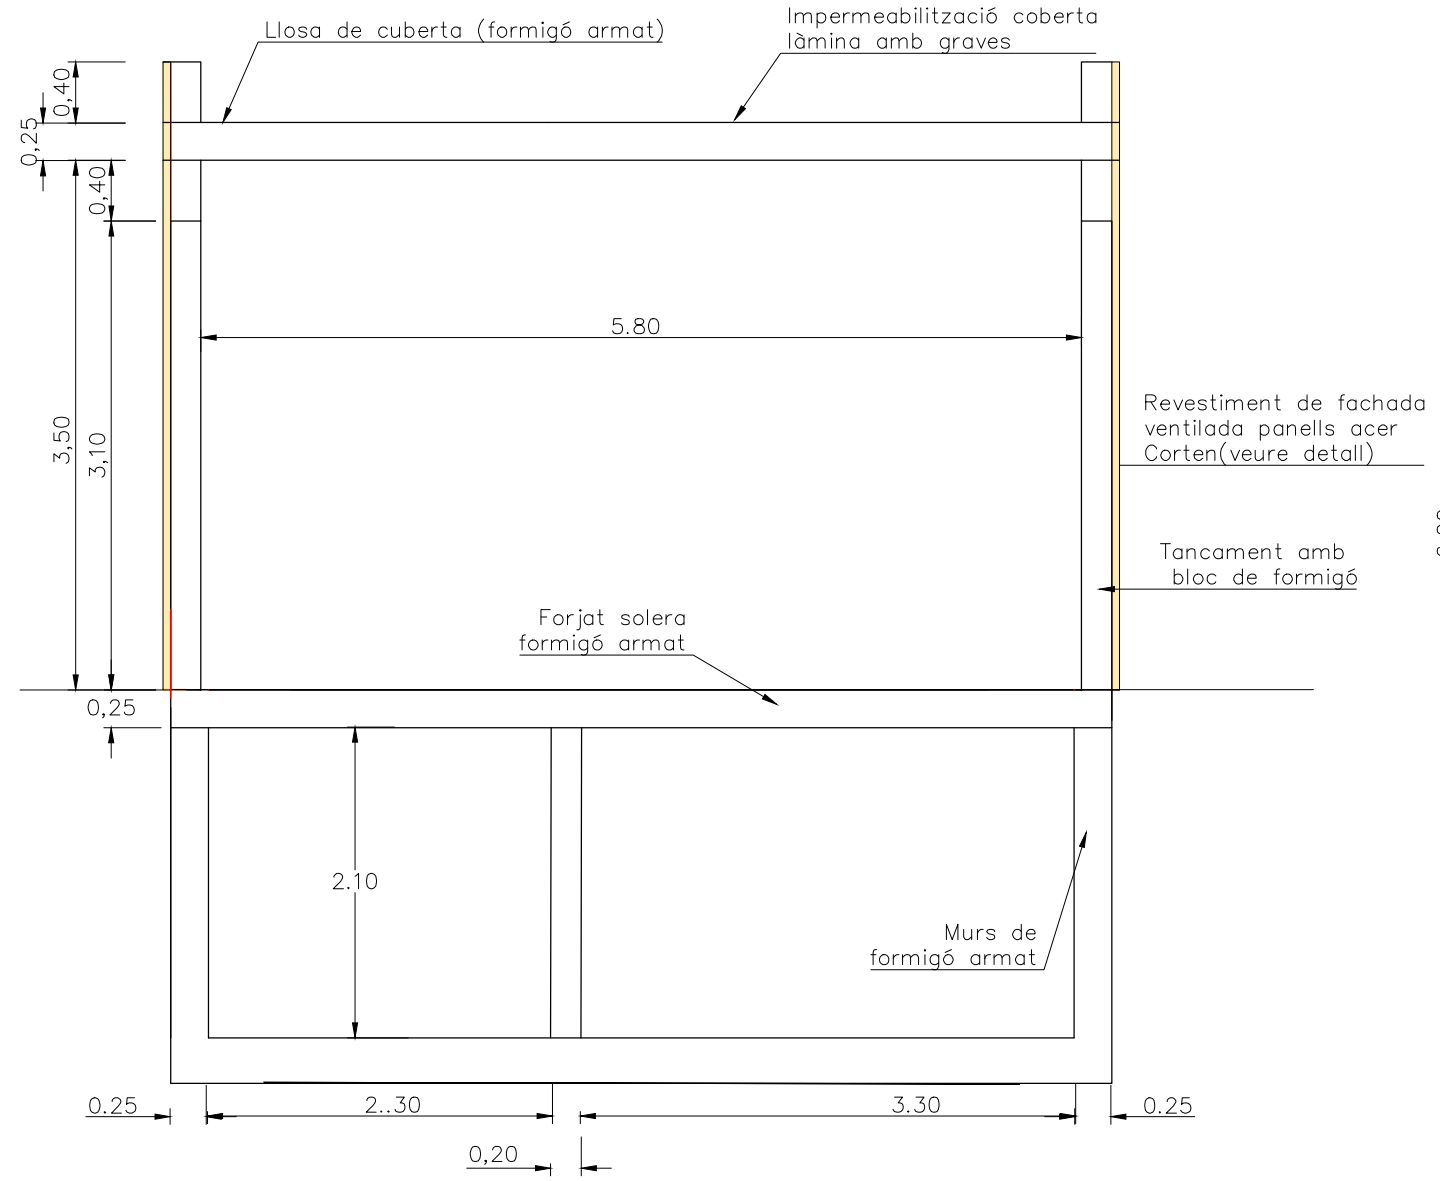 Llosa de cuberta (formigó armat)
Impermeabilització coberta
làmina amb graves
0,40
0,25
0,40
5.80
3,50
3,10
Revestiment de fachada
ventilada panells acer
Corten(veure detall)
Tancament amb
bloc de formigó
Forjat solera
formigó armat
0,25
2.10
Murs de
formigó armat
0.25
2..30
3.30
0.25
0,20